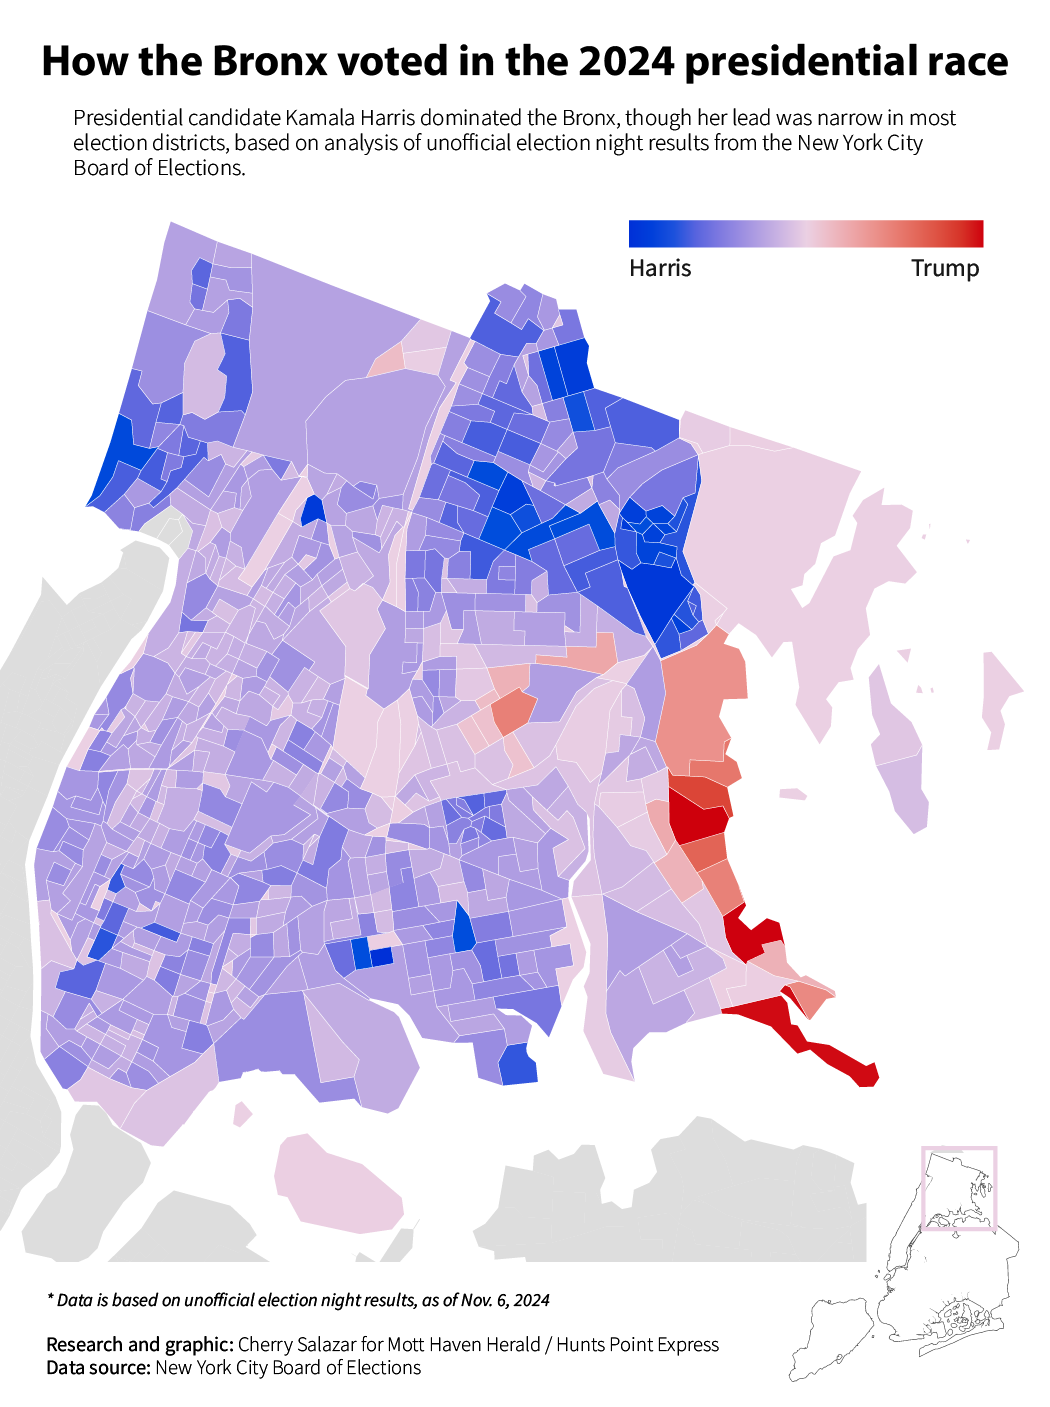 How the Bronx voted in the 2024 presidential race
Presidential candidate Kamala Harris dominated the Bronx, though her lead was narrow in most
election districts, based on analysis of unofficial election night results from the New York City
Board of Elections.
Harris
Trump
* Data is based on unofficial election night results, as of Nov. 6, 2024
Research and graphic: Cherry Salazar for Mott Haven Herald / Hunts Point Express
Data source: New York City Board of Elections